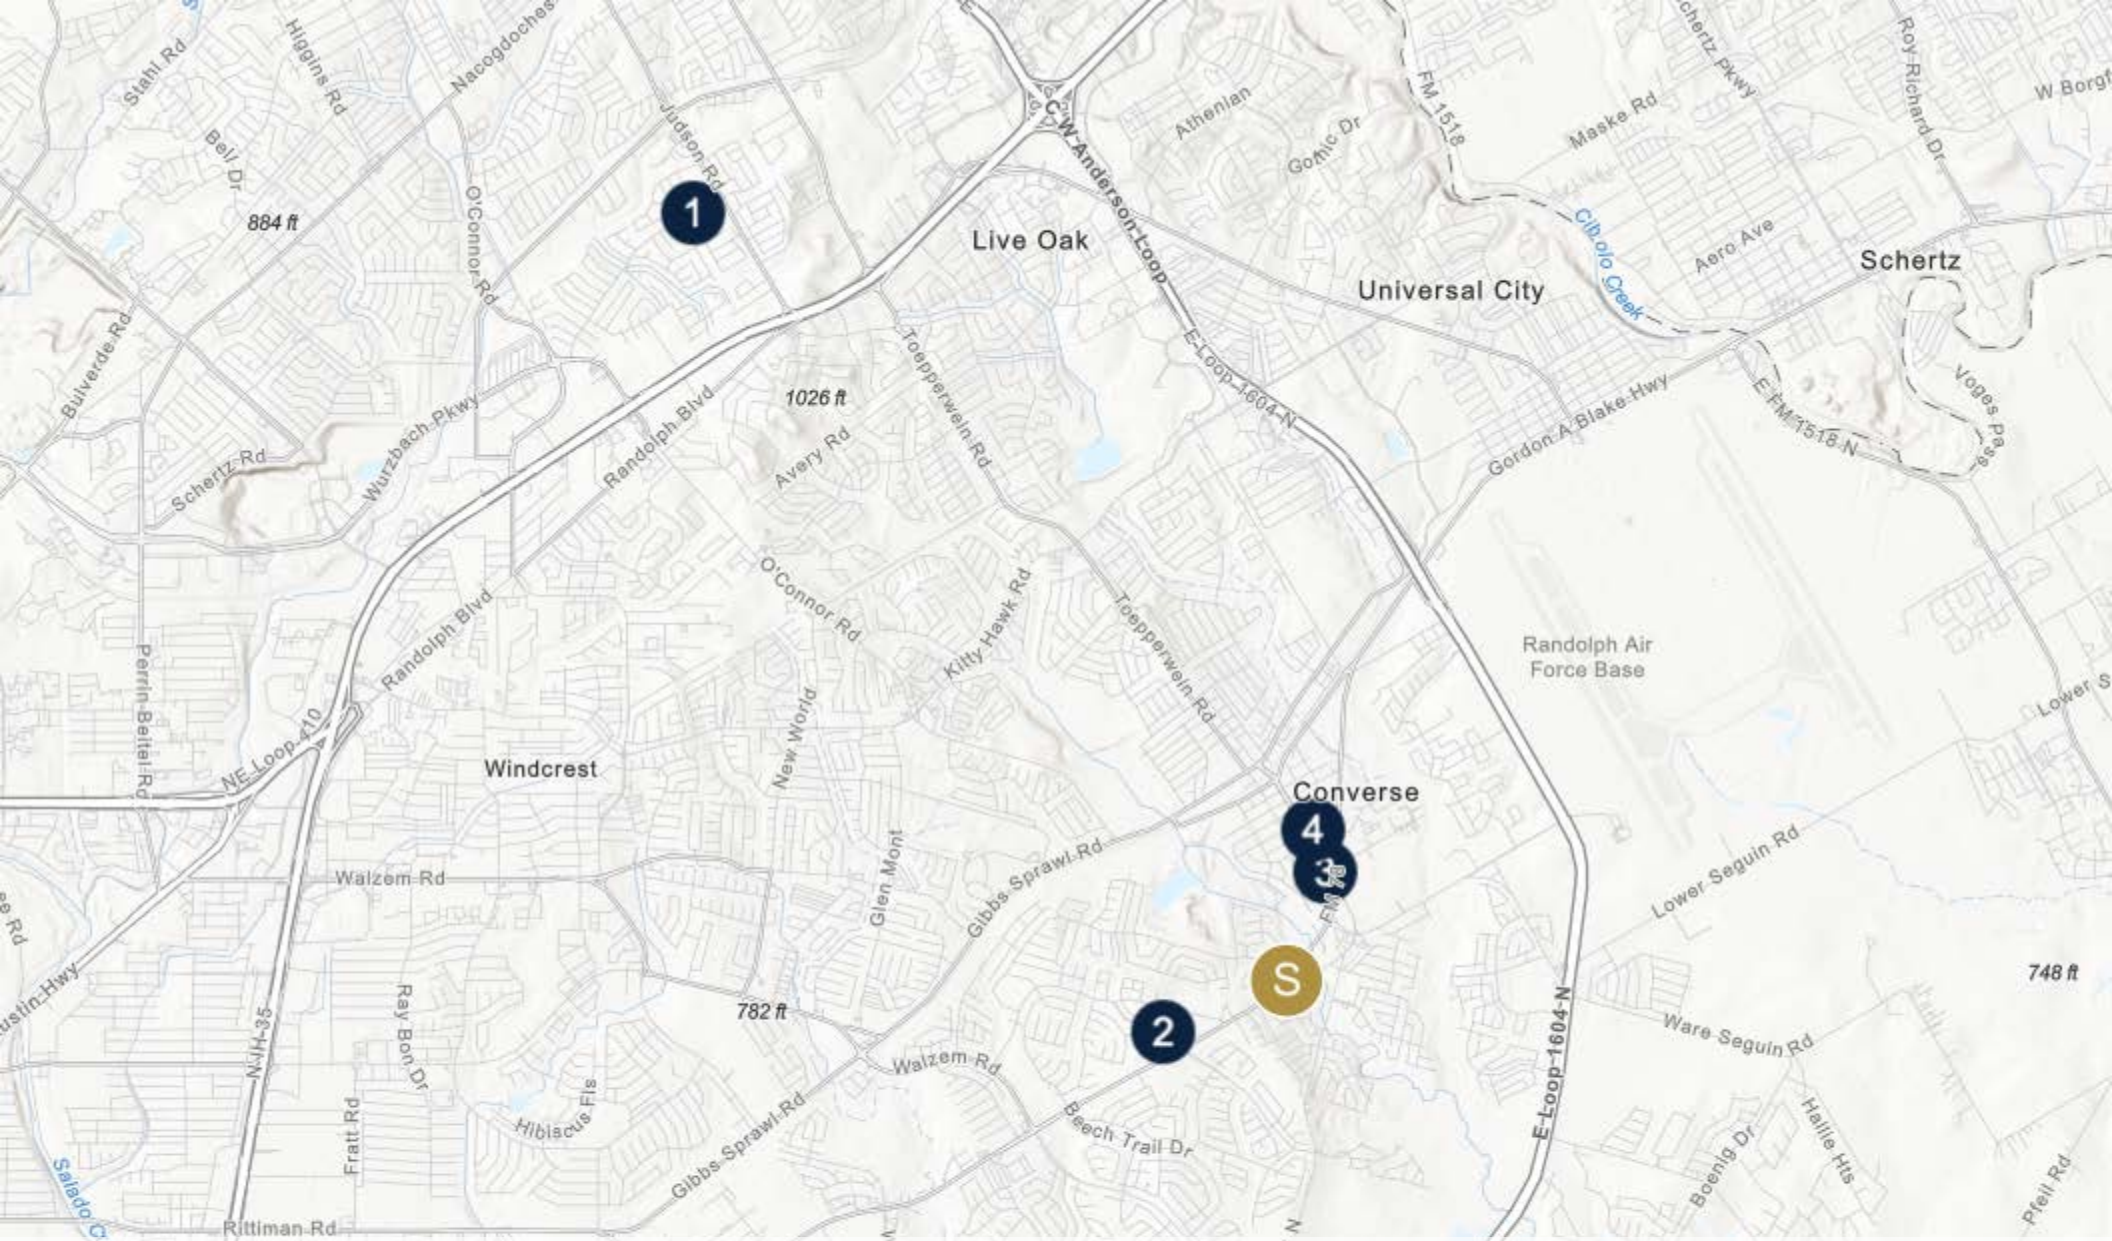 Stahl Rd
Higgins Rd
Nacogdoches
Bell Dr
884 ft
O'Connor Rd
Judson Rd
1
C W Anderson Loop
Athenian
FM 1518
Maske Rd
Roy Richard Dr
Live Oak
Universal City
Cibolo Creek
Aero Ave
Schertz
Bulverde Rd
Schertz Rd
Wurzbach Pkwy
Randolph Blvd
1026 ft
Avery Rd
Toepperwein Rd
E Loop 1604 N
Gordon A Blake Hwy
E FM 1518 N
Voges Pass
O'Connor Rd
Kitty Hawk Rd
Toepperwein Rd
Randolph Air
Force Base
Perrin Beitel Rd
Randolph Blvd
NE Loop 410
Windcrest
New World
Converse
4
3
FM 78
Walzem Rd
Glen Mont
Gibbs Sprawl Rd
Lower Seguin Rd
S
2
748 ft
782 ft
N IH-35
Ray Bon Dr
Walzem Rd
E Loop 1604 N
Ware Seguin Rd
Fratt Rd
Hibiscus Fls
Gibbs Sprawl Rd
Beech Trail Dr
Boenig Dr
Hallie Hts
Pfeil Rd
Rittiman Rd
N